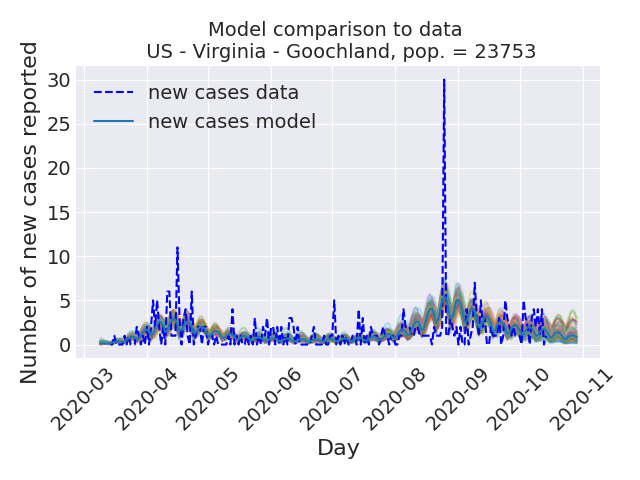 Model comparison to data
US - Virginia - Goochland, pop. = 23753
Number of new cases reported
30
25
20
15
10
5
0
new cases data
new cases model
2020-03
2020-04
2020-05
2020-06
2020-07
2020-08
2020-09
2020-10
2020-11
Day